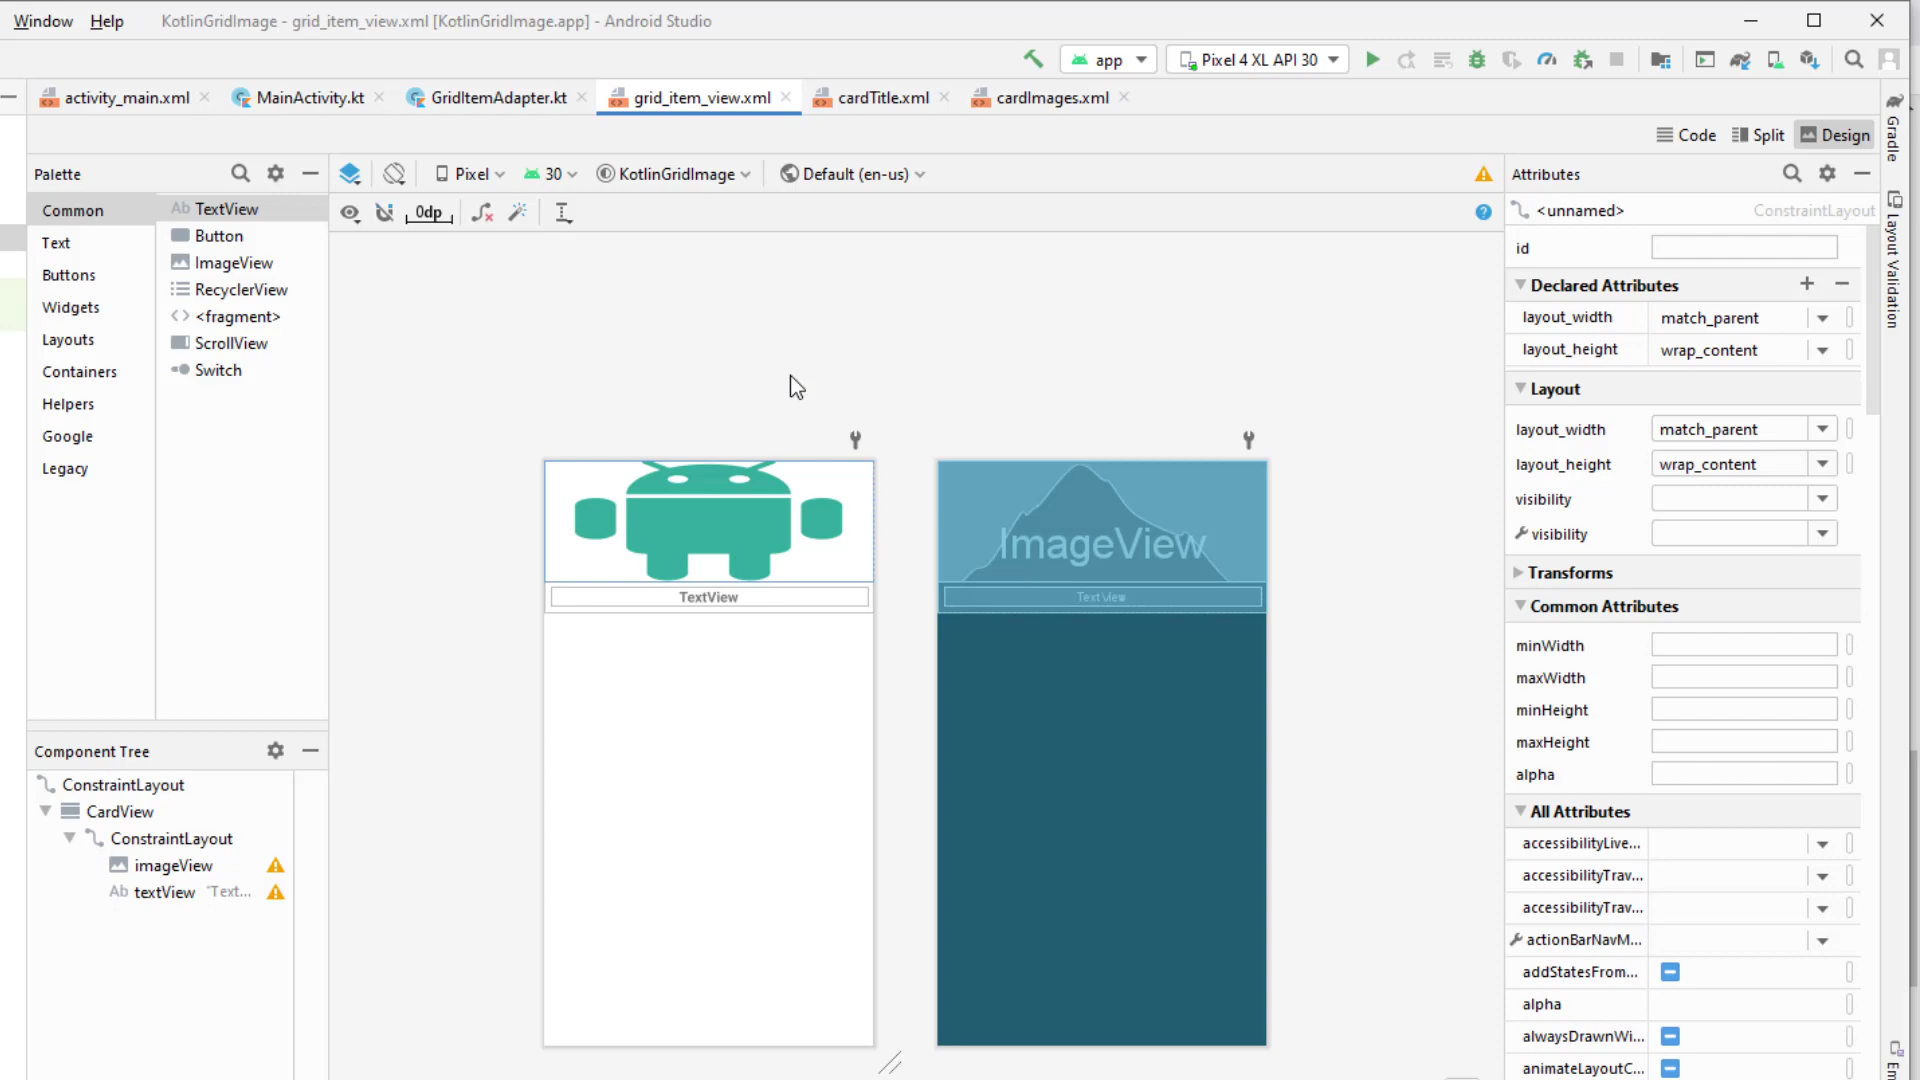 Window Help KotlinGridImage - grid_item_view.xml [KotlinGridImage.app] - Android Studio
app Pixel 4 XL API 30
activity_main.xml MainActivity.kt GridItemAdapter.kt grid_item_view.xml cardTitle.xml cardImages.xml
Code Split Design
Palette
Pixel 30 KotlinGridImage Default (en-us)
Attributes
Common
Text
Buttons
Widgets
Layouts
Containers
Helpers
Google
Legacy
Ab TextView
Button
ImageView
RecyclerView
<fragment>
ScrollView
Switch
0dp
TextView
ImageView
TextView
Component Tree
ConstraintLayout
CardView
ConstraintLayout
imageView
Ab textView "Text...
<unnamed> ConstraintLayout
id
Declared Attributes
layout_width match_parent
layout_height wrap_content
Layout
layout_width match_parent
layout_height wrap_content
visibility
visibility
Transforms
Common Attributes
minWidth
maxWidth
minHeight
maxHeight
alpha
All Attributes
accessibilityLive...
accessibilityTrav...
accessibilityTrav...
actionBarNavM...
addStatesFrom...
alpha
alwaysDrawnWi...
animateLayoutC...
Gradle
Layout Validation